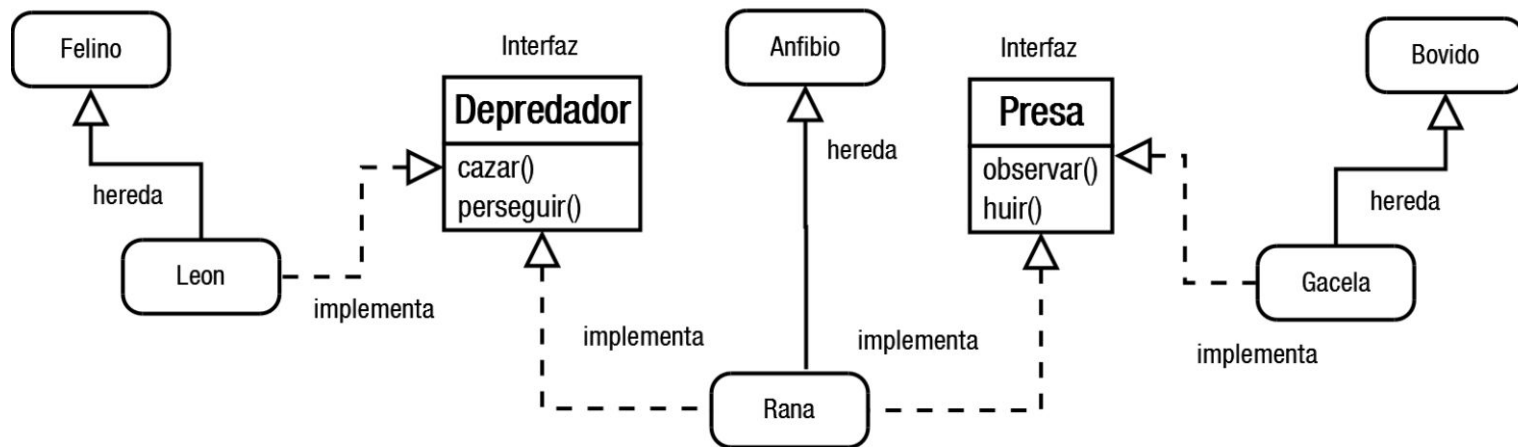 Felino
Interfaz
Anfibio
Interfaz
Bovido
Depredador
cazar()
perseguir()
Presa
observar()
huir()
hereda
hereda
hereda
Leon
implementa
implementa
Rana
implementa
Gacela
implementa